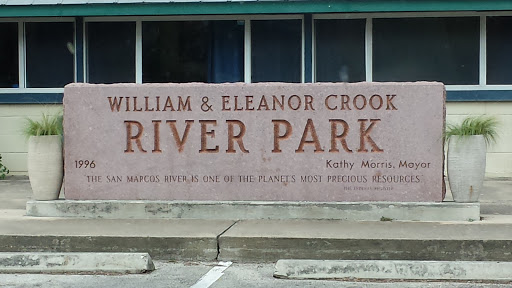 WILLIAM & ELEANOR CROOK
RIVER PARK
1996
Kathy Morris, Mayor
THE SAN MARCOS RIVER IS ONE OF THE PLANET'S MOST PRECIOUS RESOURCES